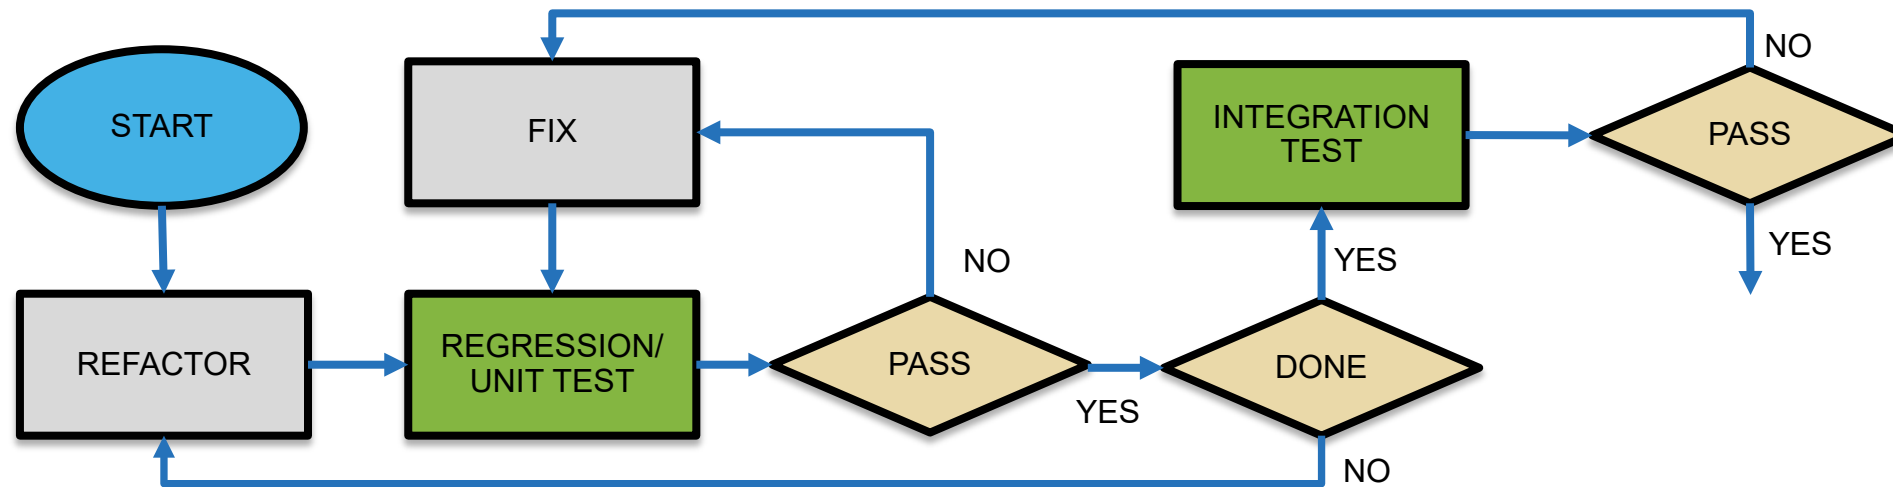 START
FIX
INTEGRATION
TEST
PASS
NO
YES
NO
YES
REFACTOR
REGRESSION/
UNIT TEST
PASS
YES
DONE
NO